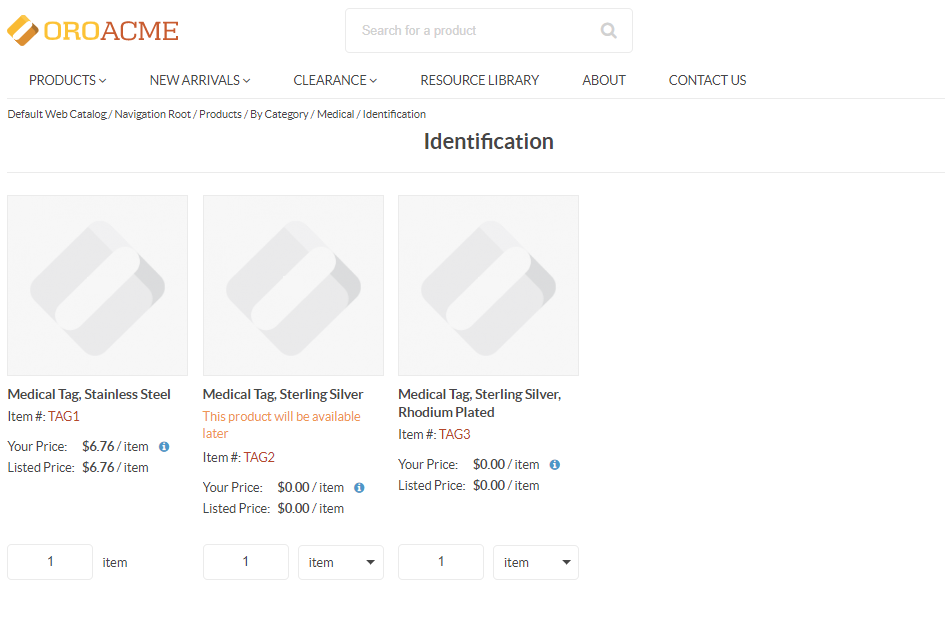 OROACME
Search for a product
PRODUCTS NEW ARRIVALS CLEARANCE RESOURCE LIBRARY ABOUT CONTACT US
Default Web Catalog / Navigation Root / Products / By Category / Medical / Identification
Identification
Medical Tag, Stainless Steel
Item #: TAG1
Your Price: $6.76 / item
Listed Price: $6.76 / item
1 item
Medical Tag, Sterling Silver
This product will be available
later
Item #: TAG2
Your Price: $0.00 / item
Listed Price: $0.00 / item
1 item
Medical Tag, Sterling Silver,
Rhodium Plated
Item #: TAG3
Your Price: $0.00 / item
Listed Price: $0.00 / item
1 item